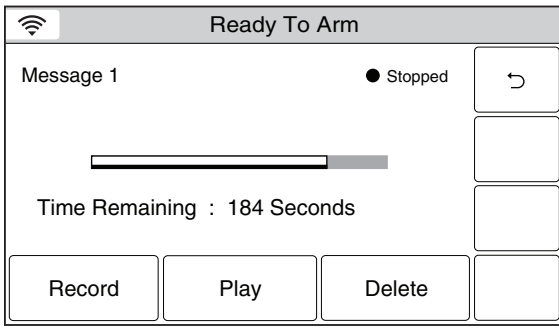 Ready To Arm
Message 1
Stopped
Time Remaining : 184 Seconds
Record
Play
Delete